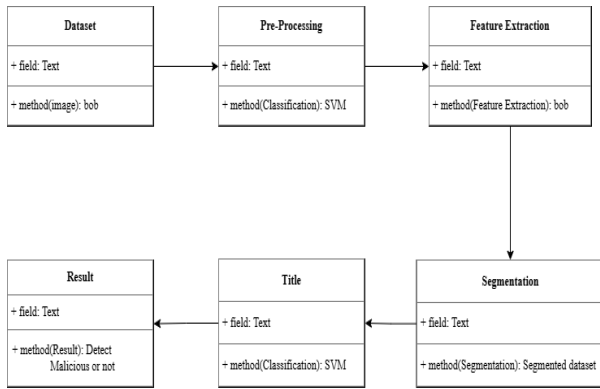 Dataset
+ field: Text
+ method(image): bob
Pre-Processing
+ field: Text
+ method(Classification): SVM
Feature Extraction
+ field: Text
+ method(Feature Extraction): bob
Segmentation
+ field: Text
+ method(Segmentation): Segmented dataset
Title
+ field: Text
+ method(Classification): SVM
Result
+ field: Text
+ method(Result): Detect
Malicious or not